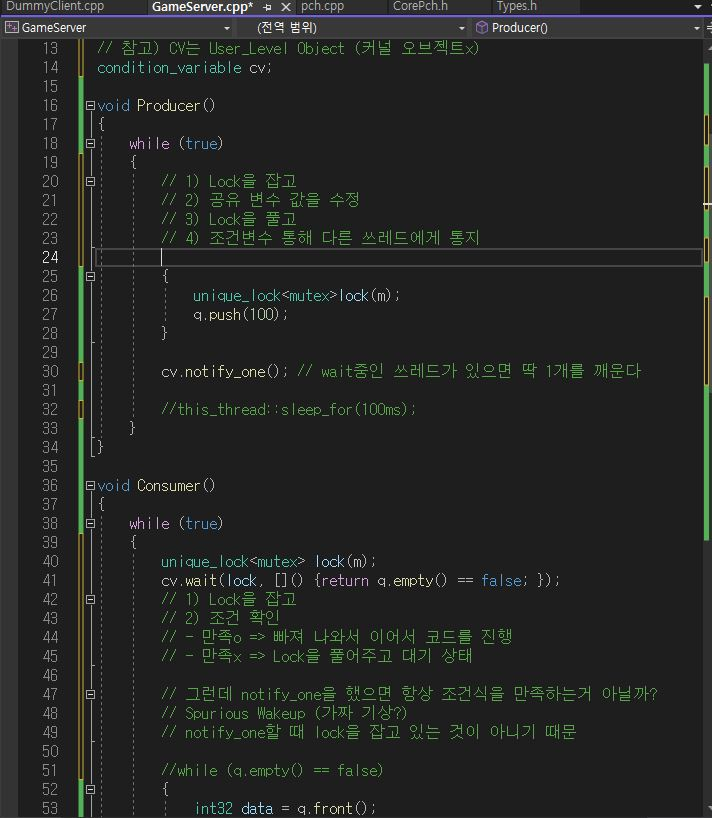 DummyClient.cpp GameServer.cpp* pch.cpp CorePch.h Types.h
GameServer (전역 범위) Producer()
13 // 참고) CV는 User_Level Object (커널 오브젝트x)
14 condition_variable cv;
15
16 void Producer()
17 {
18 while (true)
19 {
20 // 1) Lock을 잡고
21 // 2) 공유 변수 값을 수정
22 // 3) Lock을 풀고
23 // 4) 조건변수 통해 다른 쓰레드에게 통지
24
25 {
26 unique_lock<mutex>lock(m);
27 q.push(100);
28 }
29
30 cv.notify_one(); // wait중인 쓰레드가 있으면 딱 1개를 깨운다
31
32 //this_thread::sleep_for(100ms);
33 }
34 }
35
36 void Consumer()
37 {
38 while (true)
39 {
40 unique_lock<mutex> lock(m);
41 cv.wait(lock, []() {return q.empty() == false; });
42 // 1) Lock을 잡고
43 // 2) 조건 확인
44 // - 만족o => 빠져 나와서 이어서 코드를 진행
45 // - 만족x => Lock을 풀어주고 대기 상태
46
47 // 그런데 notify_one을 했으면 항상 조건식을 만족하는거 아닐까?
48 // Spurious Wakeup (가짜 기상?)
49 // notify_one할 때 lock을 잡고 있는 것이 아니기 때문
50
51 //while (q.empty() == false)
52 {
53 int32 data = q.front();